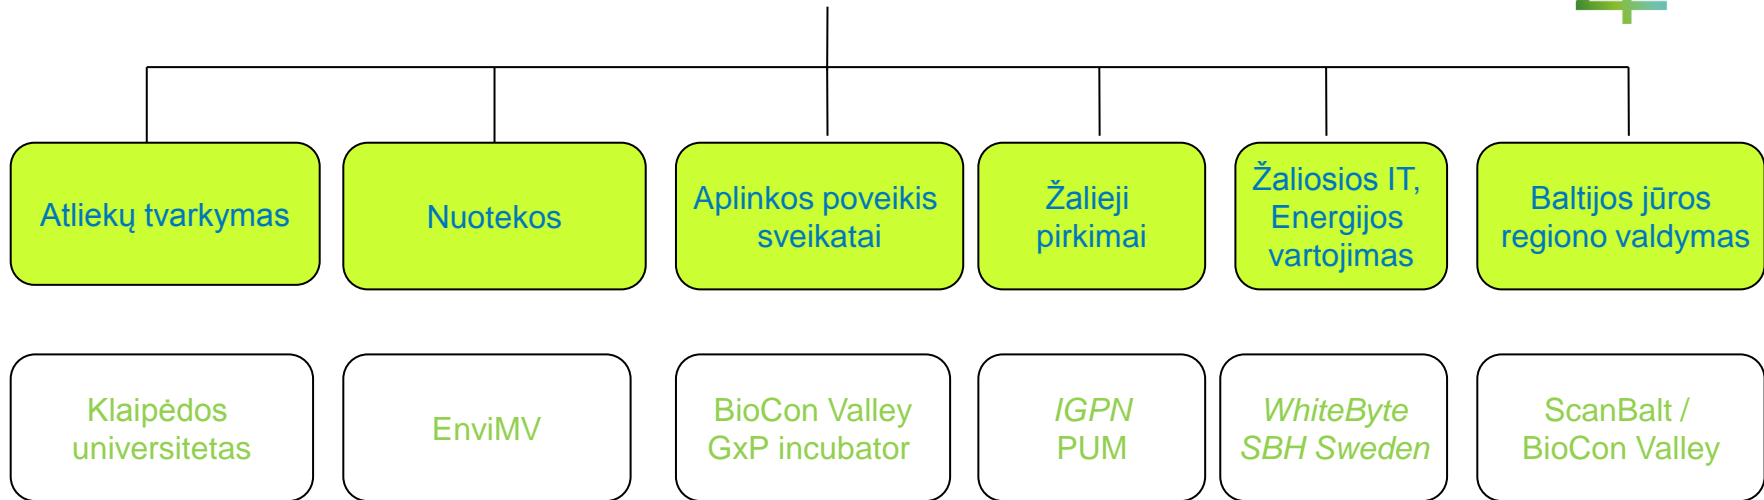 Atliekų tvarkymas
Nuotekos
Aplinkos poveikis
sveikatai
Žalieji
pirkimai
Žaliosios IT,
Energijos
vartojimas
Baltijos jūros
regiono valdymas
Klaipėdos
universitetas
EnviMV
BioCon Valley
GxP incubator
IGPN
PUM
WhiteByte
SBH Sweden
ScanBalt /
BioCon Valley